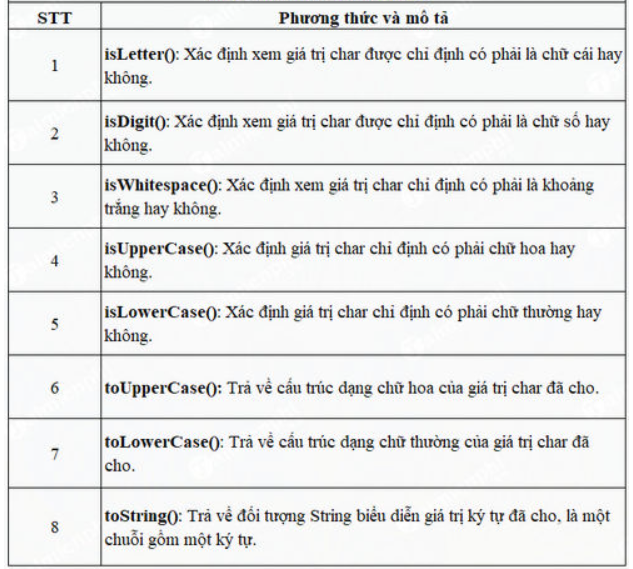 STT Phương thức và mô tả
1 isLetter(): Xác định xem giá trị char được chỉ định có phải là chữ cái hay
không.
2 isDigit(): Xác định xem giá trị char được chỉ định có phải là chữ số hay
không.
3 isWhitespace(): Xác định xem giá trị char chỉ định có phải là khoảng
trắng hay không.
4 isUpperCase(): Xác định giá trị char chỉ định có phải chữ hoa hay
không.
5 isLowerCase(): Xác định giá trị char chỉ định có phải chữ thường hay
không.
6 toUpperCase(): Trả về cấu trúc dạng chữ hoa của giá trị char đã cho.
7 toLowerCase(): Trả về cấu trúc dạng chữ thường của giá trị char đã
cho.
8 toString(): Trả về đối tượng String biểu diễn giá trị ký tự đã cho, là một
chuỗi gồm một ký tự.